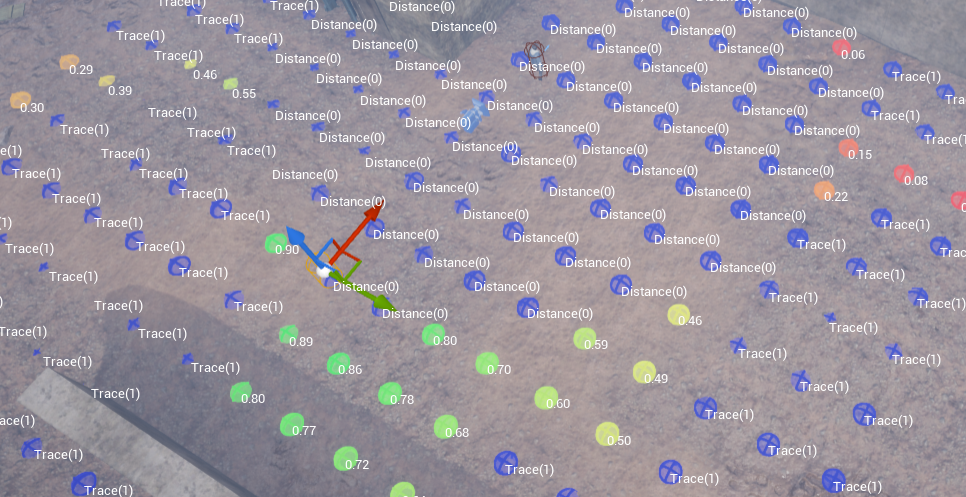 Trace(1)
Trace(1)
Trace(1)
Distance(0)
Distance(0)
Distance(0)
Distance(0)
Distance(0)
Distance(0)
Trace(1)
Trace(1)
Distance(0)
Distance(0)
Distance(0)
Distance(0)
0.06
0.29
0.46
Trace(1)
Distance(0)
Distance(0)
Distance(0)
Distance(0)
Distance(0)
Trace(1)
0.39
0.55
Distance(0)
Distance(0)
Distance(0)
Distance(0)
Distance(0)
Trace(1)
0.30
Trace(1)
Distance(0)
Distance(0)
Distance(0)
Distance(0)
Distance(0)
Trace(1)
Trace(1)
Trace(1)
Distance(0)
Distance(0)
Distance(0)
Distance(0)
0.15
Trace(1)
Trace(1)
Distance(0)
Distance(0)
Distance(0)
Distance(0)
0.08
Trace(1)
Trace(1)
Distance(0)
Distance(0)
Distance(0)
Distance(0)
0.22
Trace(1)
Trace(1)
Distance(0)
Distance(0)
Distance(0)
Distance(0)
Trace(1)
Trace(1)
0.90
Distance(0)
Distance(0)
Distance(0)
Trace(1)
Trace(1)
Trace(1)
Distance(0)
Distance(0)
Distance(0)
Trace(1)
Trace(1)
Trace(1)
Distance(0)
Distance(0)
0.46
Trace(1)
Trace(1)
Trace(1)
0.89
0.80
0.59
Trace(1)
Trace(1)
Trace(1)
Trace(1)
0.86
0.70
0.49
Trace(1)
Trace(1)
0.80
0.78
0.60
Trace(1)
Trace(1)
0.77
0.68
0.50
Trace(1)
Trace(1)
0.72
Trace(1)
Trace(1)
Trace(1)
Trace(1)